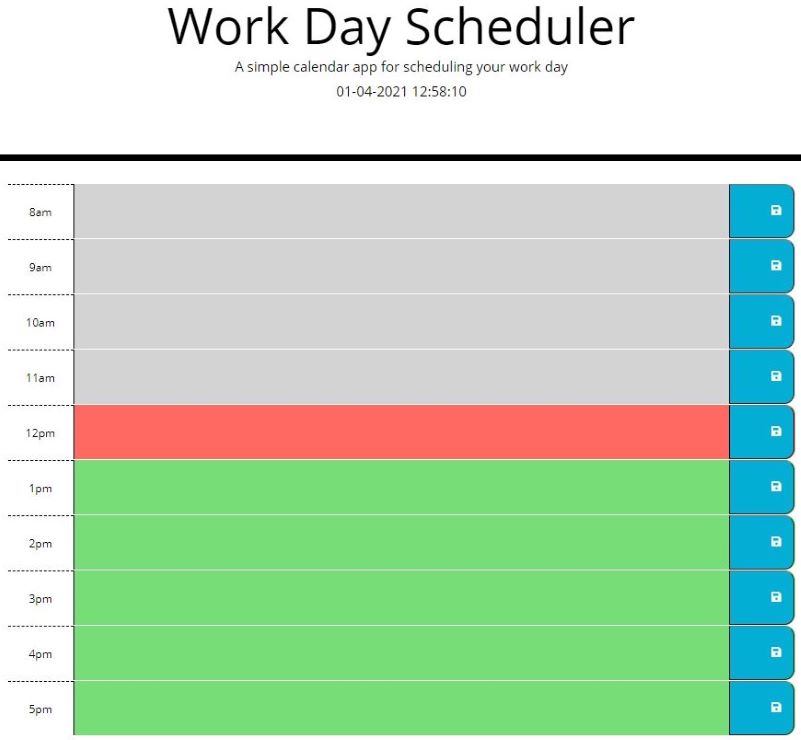 Work Day Scheduler
A simple calendar app for scheduling your work day
01-04-2021 12:58:10
8am
9am
10am
11am
12pm
1pm
2pm
3pm
4pm
5pm